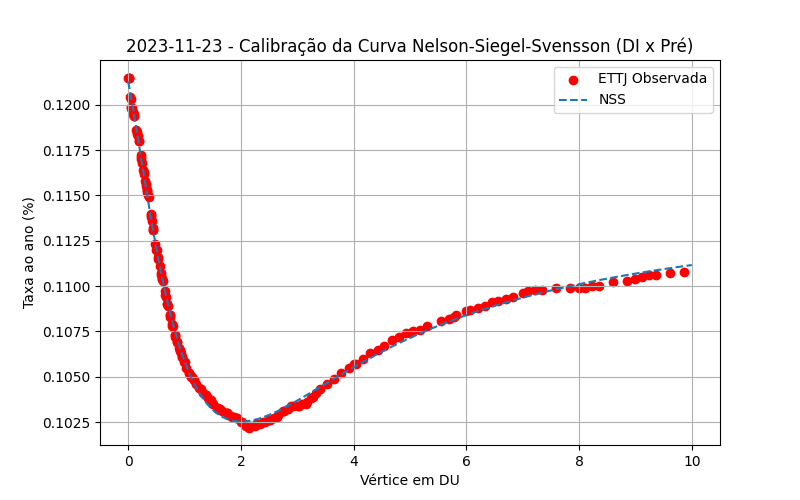 2023-11-23 - Calibração da Curva Nelson-Siegel-Svensson (DI x Pré)
ETTJ Observada
NSS
Taxa ao ano (%)
0.1200
0.1175
0.1150
0.1125
0.1100
0.1075
0.1050
0.1025
0 2 4 6 8 10
Vértice em DU